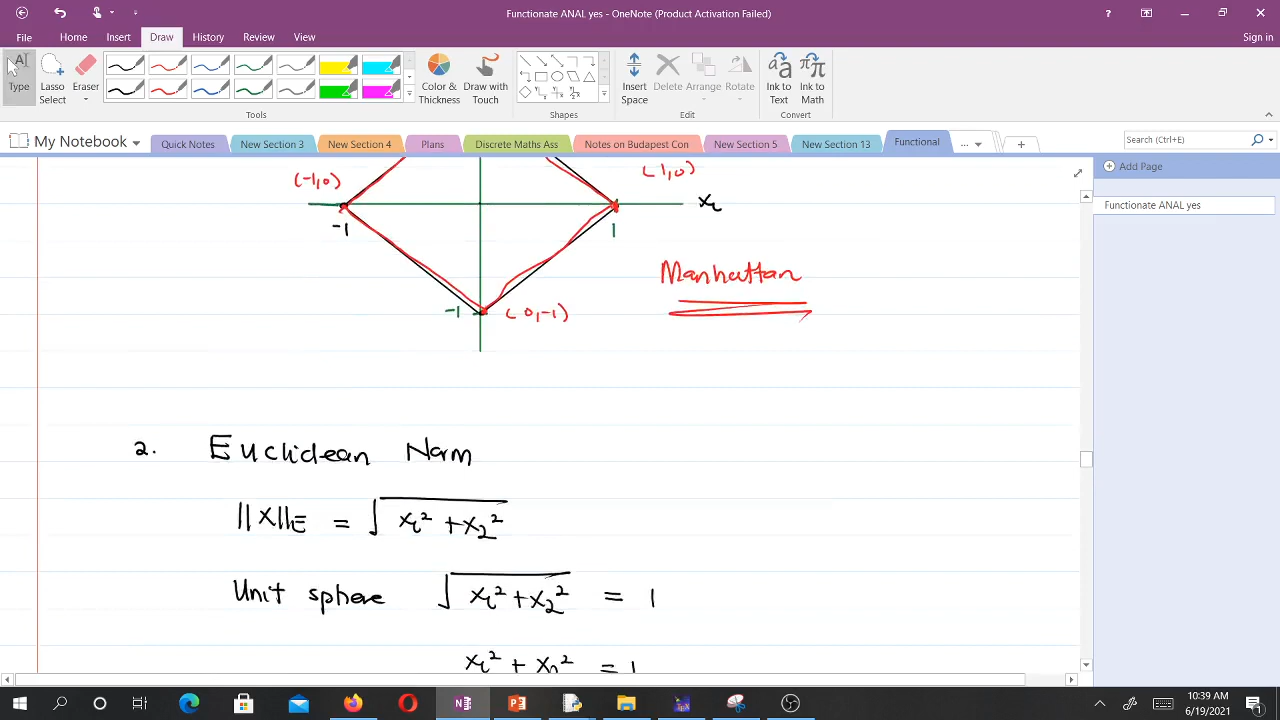 Functionate ANAL yes - OneNote (Product Activation Failed)
File Home Insert Draw History Review View
Type Lasso Select Eraser Color & Thickness Draw with Touch Insert Space Delete Arrange Rotate Ink to Text Ink to Math
Tools Shapes Edit Convert
My Notebook Quick Notes New Section 3 New Section 4 Plans Discrete Maths Ass Notes on Budapest Con New Section 5 New Section 13 Functional ... Search (Ctrl+E)
Add Page
Functionate ANAL yes
(-1,0) (1,0)
x₁
-1 1
Manhattan
-1 (0,-1)
2. Euclidean Norm
||X||E = √x₁² + x₂²
Unit sphere √x₁² + x₂² = 1
x₁² + x₂² = 1
10:39 AM
6/19/2021